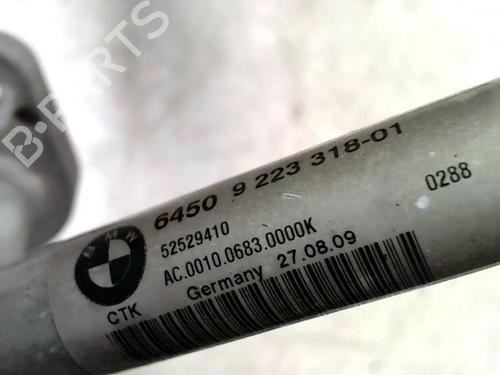 B-PARTS
BMW
6450 9 223 318-01
52529410
0288
AC.0010.0683.0000K
Germany 27.08.09
CTK